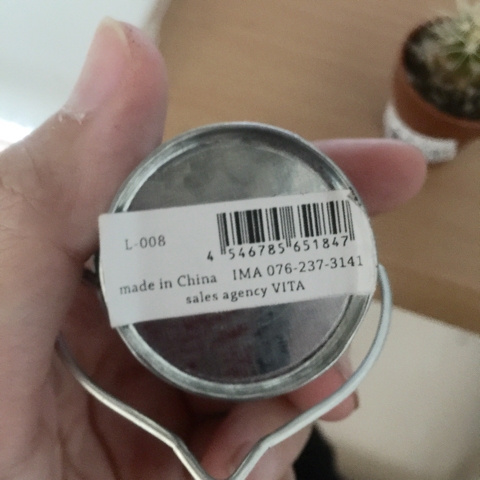 L-008
4 546785 651847
made in China IMA 076-237-3141
sales agency VITA